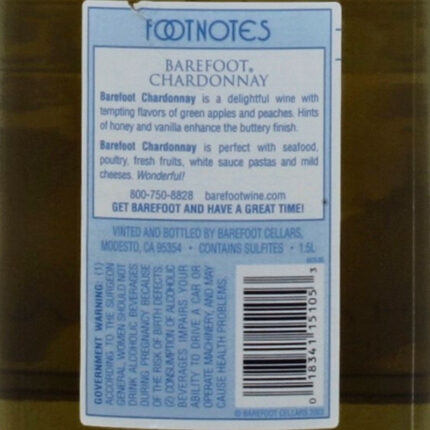 FOOTNOTES
BAREFOOT®
CHARDONNAY
Barefoot Chardonnay is a delightful wine with
tempting flavors of green apples and peaches. Hints
of honey and vanilla enhance the buttery finish.
Barefoot Chardonnay is perfect with seafood,
poultry, fresh fruits, white sauce pastas and mild
cheeses. Wonderful!
800-750-8828 barefootwine.com
GET BAREFOOT AND HAVE A GREAT TIME!
VINTED AND BOTTLED BY BAREFOOT CELLARS,
MODESTO, CA 95354 • CONTAINS SULFITES • 1.5L
GOVERNMENT WARNING: (1)
ACCORDING TO THE SURGEON
GENERAL, WOMEN SHOULD NOT
DRINK ALCOHOLIC BEVERAGES
DURING PREGNANCY BECAUSE
OF THE RISK OF BIRTH DEFECTS.
(2) CONSUMPTION OF ALCOHOLIC
BEVERAGES IMPAIRS YOUR
ABILITY TO DRIVE A CAR OR
OPERATE MACHINERY, AND MAY
CAUSE HEALTH PROBLEMS.
0 18341 15105 3
© BAREFOOT CELLARS